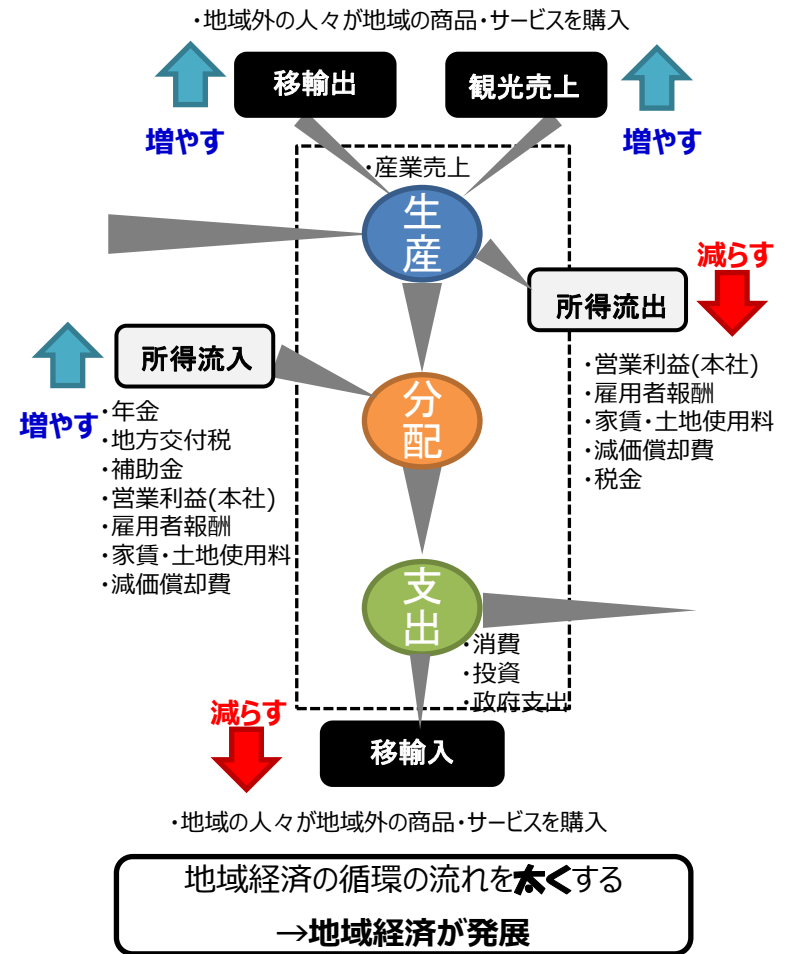 ・地域外の人々が地域の商品・サービスを購入
移輸出
観光売上
増やす
増やす
・産業売上
生産
減らす
所得流出
・営業利益(本社)
・雇用者報酬
・家賃・土地使用料
・減価償却費
・税金
所得流入
増やす
・年金
・地方交付税
・補助金
・営業利益(本社)
・雇用者報酬
・家賃・土地使用料
・減価償却費
分配
支出
・消費
・投資
・政府支出
減らす
移輸入
・地域の人々が地域外の商品・サービスを購入
地域経済の循環の流れを太くする
→地域経済が発展